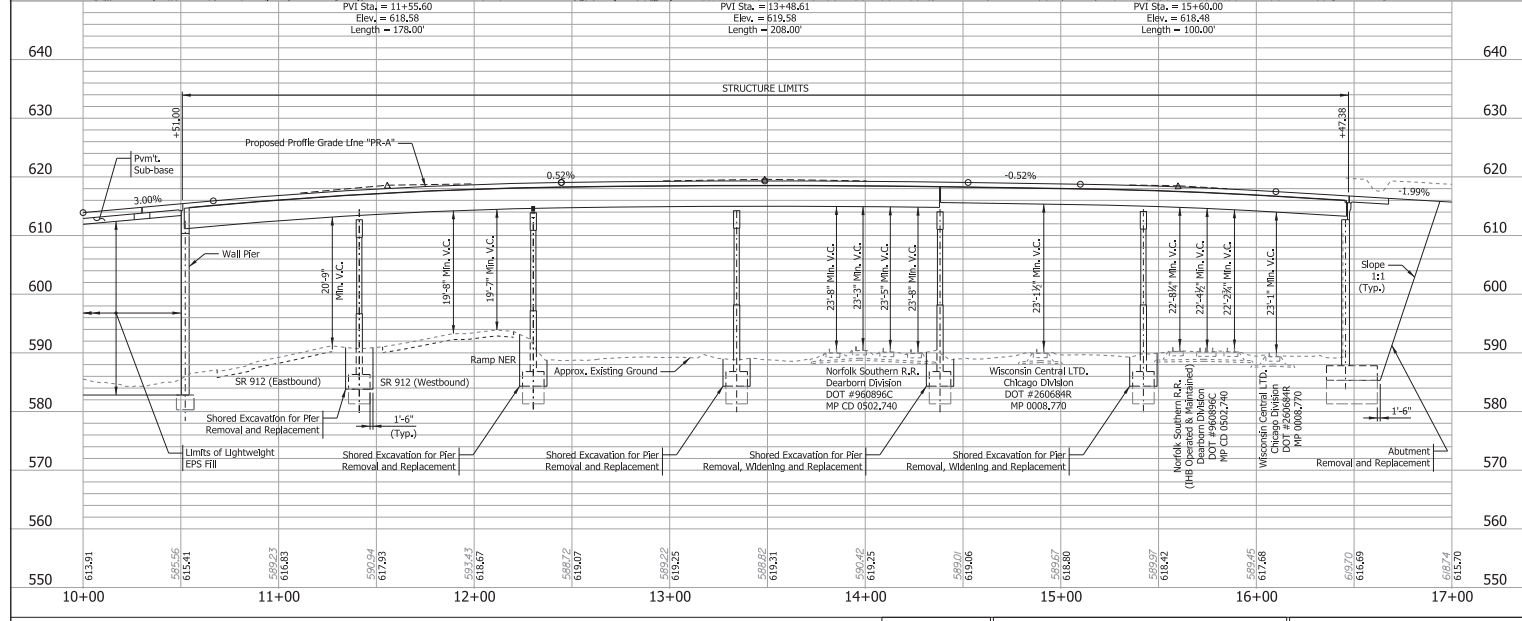 PVI Sta. = 11+55.60
Elev. = 618.58
Length = 178.00'
PVI Sta. = 13+48.61
Elev. = 619.58
Length = 208.00'
PVI Sta. = 15+60.00
Elev. = 618.48
Length = 100.00'
640
640
STRUCTURE LIMITS
630
630
+51.00
+47.38
Proposed Profile Grade Line "PR-A"
Pvm't.
Sub-base
620
620
3.00%
0.52%
-0.52%
-1.99%
610
610
Wall Pier
20'-9"
Min. V.C.
19'-8" Min. V.C.
19'-7" Min. V.C.
23'-8" Min. V.C.
23'-3" Min. V.C.
23'-5" Min. V.C.
23'-8" Min. V.C.
23'-1½" Min. V.C.
22'-8¼" Min. V.C.
22'-4½" Min. V.C.
22'-2¾" Min. V.C.
23'-1" Min. V.C.
Slope
1:1
(Typ.)
600
600
590
590
Ramp NER
Approx. Existing Ground
SR 912 (Eastbound)
SR 912 (Westbound)
Norfolk Southern R.R.
Dearborn Division
DOT #960896C
MP CD 0502.740
Wisconsin Central LTD.
Chicago Division
DOT #260684R
MP 0008.770
Norfolk Southern R.R.
(IHB Operated & Maintained)
Dearborn Division
DOT #960896C
MP CD 0502.740
Wisconsin Central LTD.
Chicago Division
DOT #260684R
MP 0008.770
580
580
1'-6"
(Typ.)
1'-6"
Shored Excavation for Pier
Removal and Replacement
Limits of Lightweight
EPS Fill
Shored Excavation for Pier
Removal and Replacement
Shored Excavation for Pier
Removal and Replacement
Shored Excavation for Pier
Removal, Widening and Replacement
Shored Excavation for Pier
Removal, Widening and Replacement
Abutment
Removal and Replacement
570
570
560
560
613.91
585.56
615.41
589.23
616.83
590.94
617.93
593.43
618.67
588.72
619.07
589.22
619.25
588.82
619.31
590.42
619.25
589.01
619.06
589.67
618.80
589.97
618.42
589.45
617.68
619.70
616.69
618.74
615.70
550
550
10+00
11+00
12+00
13+00
14+00
15+00
16+00
17+00